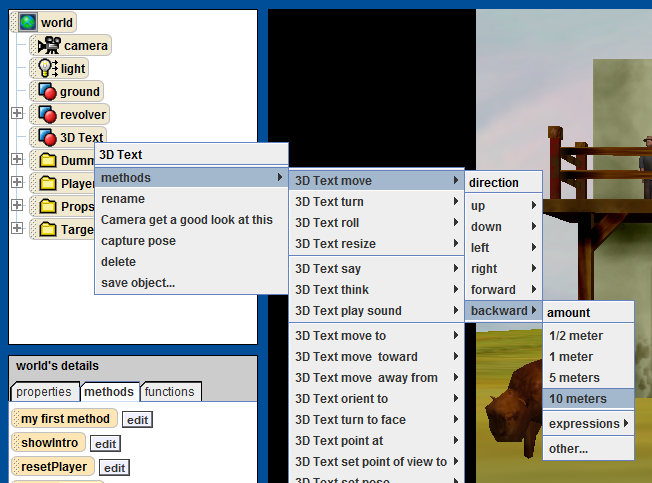 world
camera
light
ground
revolver
3D Text
Dumm
Player
Props
Targe
3D Text
methods
rename
Camera get a good look at this
capture pose
delete
save object...
3D Text move
3D Text turn
3D Text roll
3D Text resize
3D Text say
3D Text think
3D Text play sound
3D Text move to
3D Text move toward
3D Text move away from
3D Text orient to
3D Text turn to face
3D Text point at
3D Text set point of view to
3D Text set pose
direction
up
down
left
right
forward
backward
amount
1/2 meter
1 meter
5 meters
10 meters
expressions
other...
world's details
properties methods functions
my first method edit
showIntro edit
resetPlayer edit